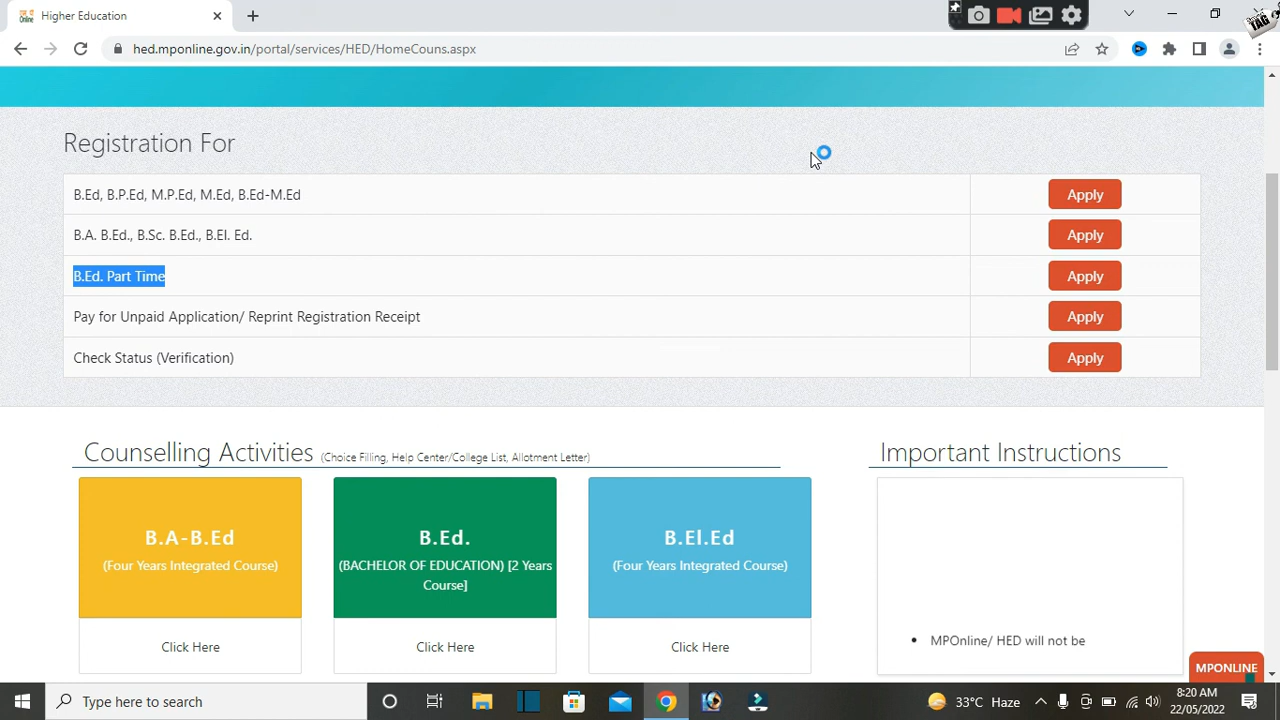 Higher Education
hed.mponline.gov.in/portal/services/HED/HomeCouns.aspx
Registration For
B.Ed, B.P.Ed, M.P.Ed, M.Ed, B.Ed-M.Ed
Apply
B.A. B.Ed., B.Sc. B.Ed., B.El. Ed.
Apply
B.Ed. Part Time
Apply
Pay for Unpaid Application/ Reprint Registration Receipt
Apply
Check Status (Verification)
Apply
Counselling Activities (Choice Filling, Help Center/College List, Allotment Letter)
Important Instructions
B.A-B.Ed
(Four Years Integrated Course)
Click Here
B.Ed.
(BACHELOR OF EDUCATION) [2 Years
Course]
Click Here
B.El.Ed
(Four Years Integrated Course)
Click Here
MPOnline/ HED will not be
MPONLINE
Type here to search
33°C Haze
8:20 AM
22/05/2022